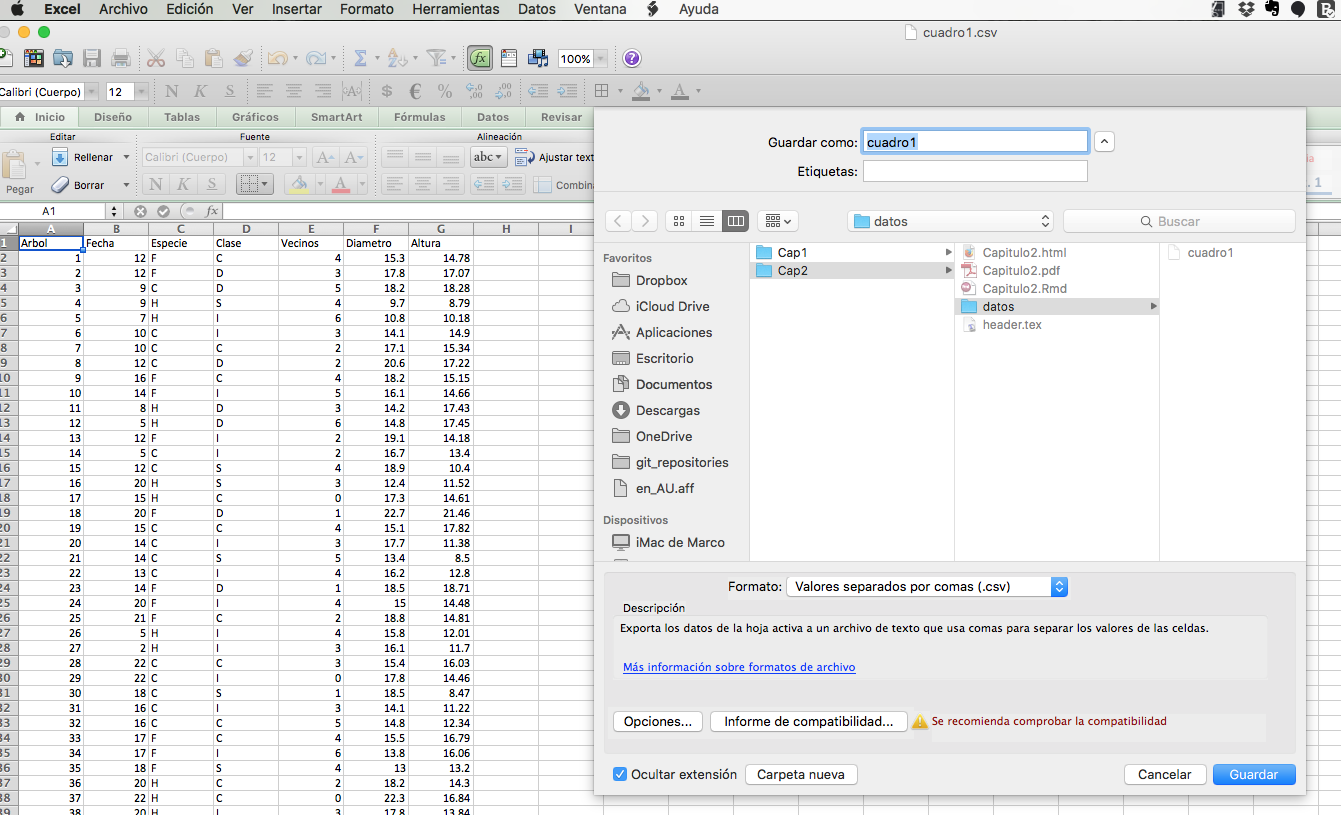 Excel Archivo Edición Ver Insertar Formato Herramientas Datos Ventana Ayuda
cuadro1.csv
100%
Calibri (Cuerpo) 12 N K S
Inicio Diseño Tablas Gráficos SmartArt Fórmulas Datos Revisar
Editar Fuente Alineación
Rellenar Calibri (Cuerpo) 12 abc Ajustar text
Pegar Borrar N K S Combin
A1 fx
A B C D E F G H I
1 Arbol Fecha Especie Clase Vecinos Diametro Altura
2 1 12 F C 4 15.3 14.78
3 2 12 F D 3 17.8 17.07
4 3 9 C D 5 18.2 18.28
5 4 9 H S 4 9.7 8.79
6 5 7 H I 6 10.8 10.18
7 6 10 C I 3 14.1 14.9
8 7 10 C C 2 17.1 15.34
9 8 12 C D 2 20.6 17.22
10 9 16 F C 4 18.2 15.15
11 10 14 F I 5 16.1 14.66
12 11 8 H D 3 14.2 17.43
13 12 5 H D 6 14.8 17.45
14 13 12 F I 2 19.1 14.18
15 14 5 C I 2 16.7 13.4
16 15 12 C S 4 18.9 10.4
17 16 20 H S 3 12.4 11.52
18 17 15 H C 0 17.3 14.61
19 18 20 F D 1 22.7 21.46
20 19 15 C C 4 15.1 17.82
21 20 14 C I 3 17.7 11.38
22 21 14 C S 5 13.4 8.5
23 22 13 C I 4 16.2 12.8
24 23 14 F D 1 18.5 18.71
25 24 20 F I 4 15 14.48
26 25 21 F C 2 18.8 14.81
27 26 5 H I 4 15.8 12.01
28 27 2 H I 3 16.1 11.7
29 28 22 C C 3 15.4 16.03
30 29 22 C I 0 17.8 14.46
31 30 18 C S 1 18.5 8.47
32 31 16 C I 3 14.1 11.22
33 32 16 C C 5 14.8 12.34
34 33 17 F C 4 15.5 16.79
35 34 17 F I 6 13.8 16.06
36 35 18 F S 4 13 13.2
37 36 20 H C 2 18.2 14.3
38 37 22 H C 0 22.3 16.84
39 38 20 H I 3 17.8 13.84
Guardar como: cuadro1
Etiquetas:
datos Buscar
Favoritos
Dropbox
iCloud Drive
Aplicaciones
Escritorio
Documentos
Descargas
OneDrive
git_repositories
en_AU.aff
Dispositivos
iMac de Marco
Cap1
Cap2
Capitulo2.html
Capitulo2.pdf
Capitulo2.Rmd
datos
header.tex
cuadro1
Formato: Valores separados por comas (.csv)
Descripción
Exporta los datos de la hoja activa a un archivo de texto que usa comas para separar los valores de las celdas.
Más información sobre formatos de archivo
Opciones... Informe de compatibilidad... Se recomienda comprobar la compatibilidad
Ocultar extensión Carpeta nueva Cancelar Guardar